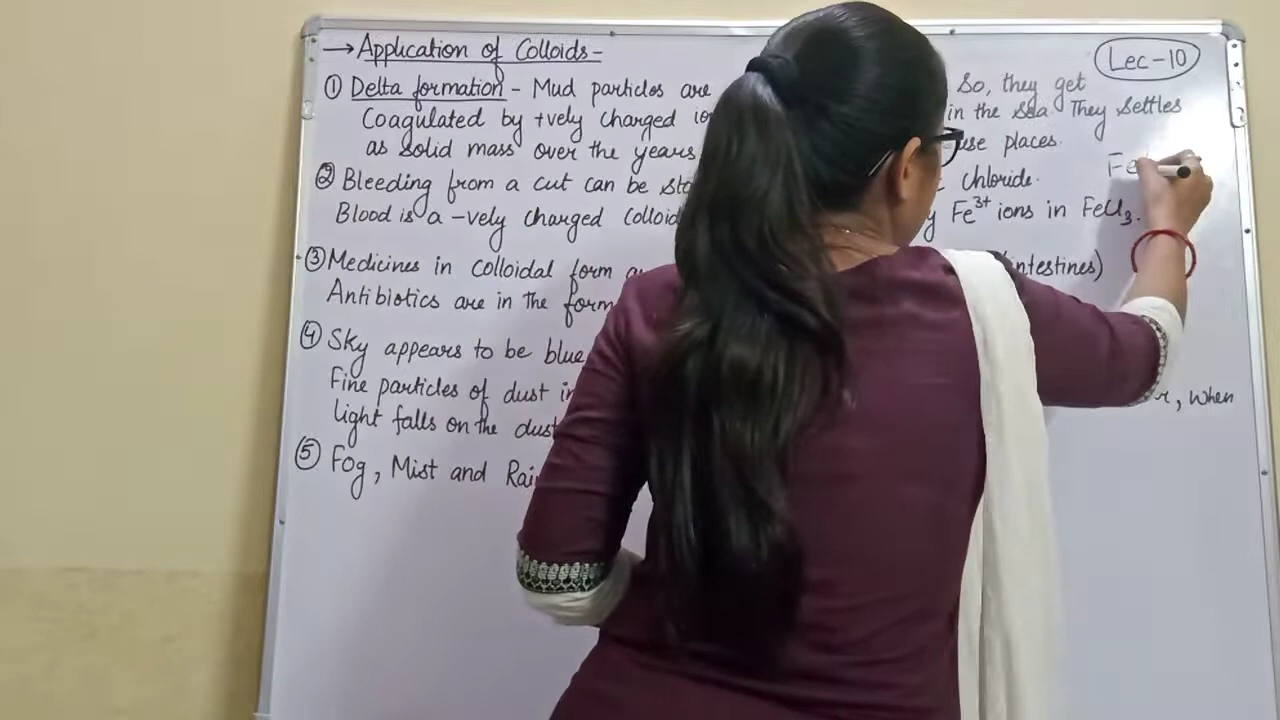 → Application of Colloids -
Lec-10
① Delta formation - Mud particles are So, they get
Coagulated by +vely charged in the Sea. They Settles
as solid mass over the years places.
② Bleeding from a cut can be chloride.
Fe
Blood is a -vely charged Colloid Fe³⁺ ions in FeCl₃.
③ Medicines in Colloidal form intestines)
Antibiotics are in the form
④ Sky appears to be blue
Fine particles of dust in , when
light falls on the dust
⑤ Fog, Mist and